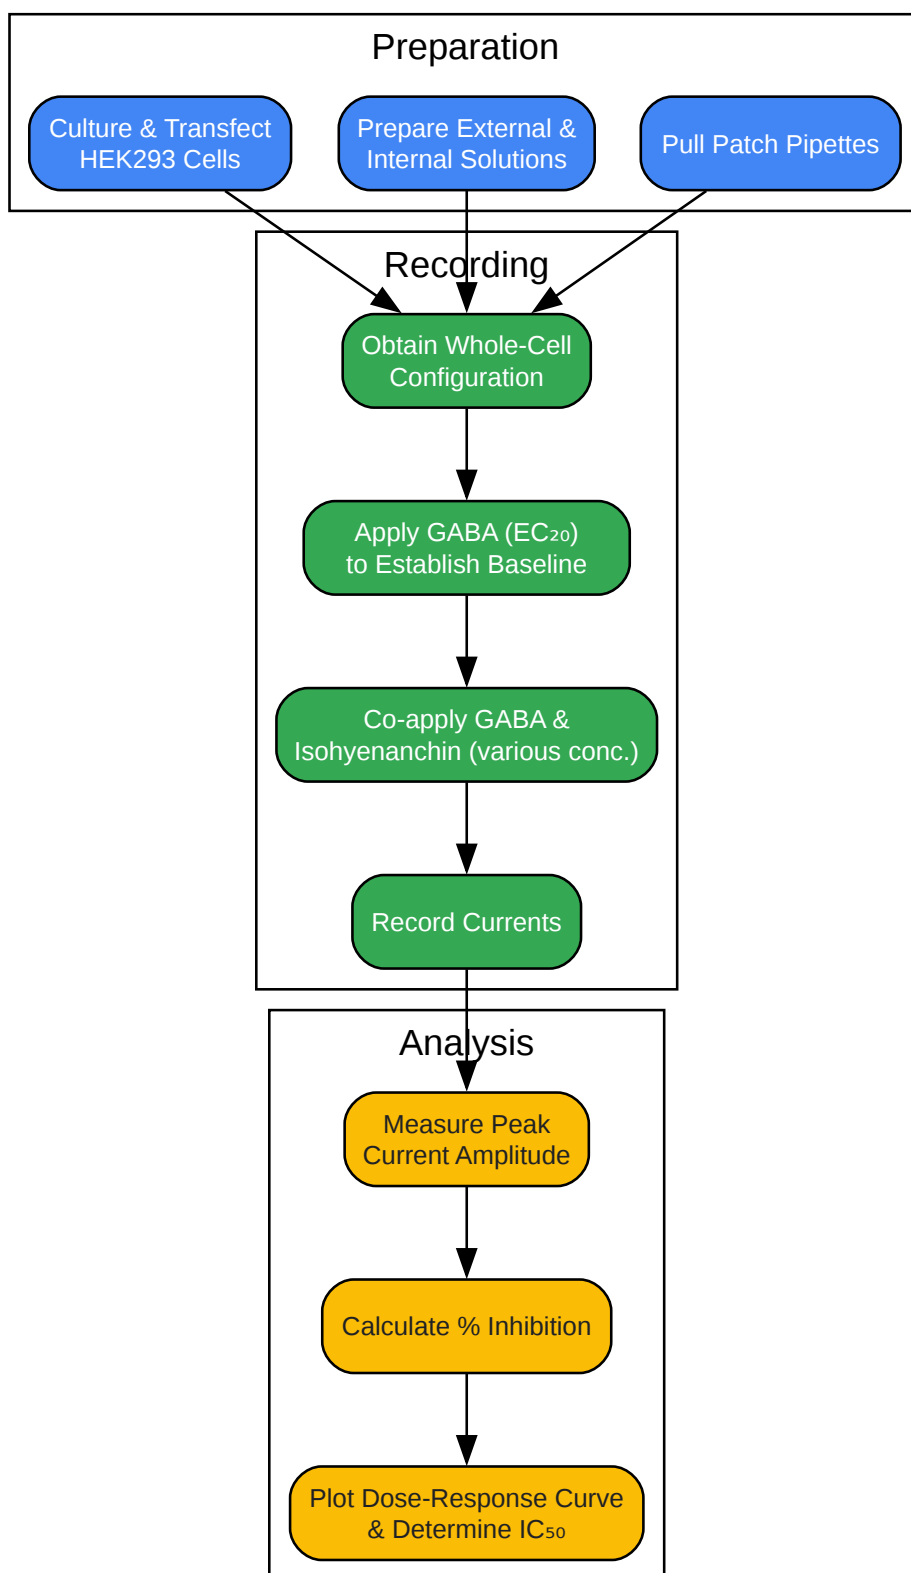 Preparation
Culture & Transfect
HEK293 Cells
Prepare External &
Internal Solutions
Pull Patch Pipettes
Recording
Obtain Whole-Cell
Configuration
Apply GABA (EC₂₀)
to Establish Baseline
Co-apply GABA &
Isohyenanchin (various conc.)
Record Currents
Analysis
Measure Peak
Current Amplitude
Calculate % Inhibition
Plot Dose-Response Curve
& Determine IC₅₀